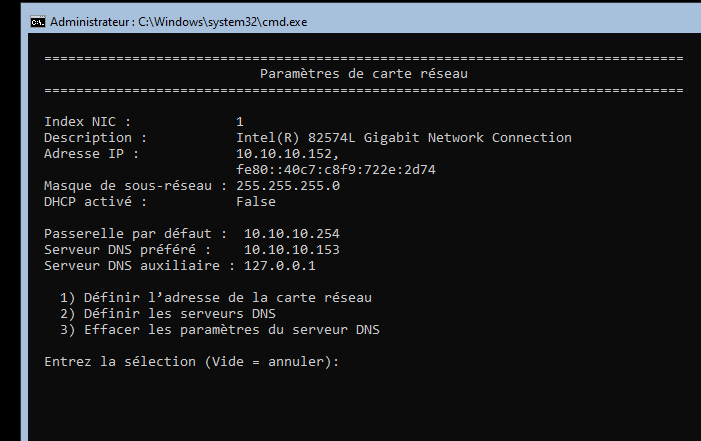 Administrateur : C:\Windows\system32\cmd.exe
================================================================================
Paramètres de carte réseau
================================================================================
Index NIC : 1
Description : Intel(R) 82574L Gigabit Network Connection
Adresse IP : 10.10.10.152,
fe80::40c7:c8f9:722e:2d74
Masque de sous-réseau : 255.255.255.0
DHCP activé : False
Passerelle par défaut : 10.10.10.254
Serveur DNS préféré : 10.10.10.153
Serveur DNS auxiliaire : 127.0.0.1
1) Définir l’adresse de la carte réseau
2) Définir les serveurs DNS
3) Effacer les paramètres du serveur DNS
Entrez la sélection (Vide = annuler):